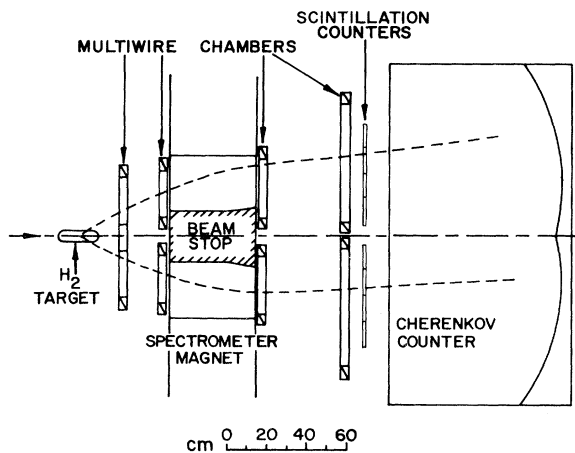 MULTIWIRE
CHAMBERS
SCINTILLATION
COUNTERS
BEAM
STOP
H2
TARGET
SPECTROMETER
MAGNET
CHERENKOV
COUNTER
cm 0 20 40 60